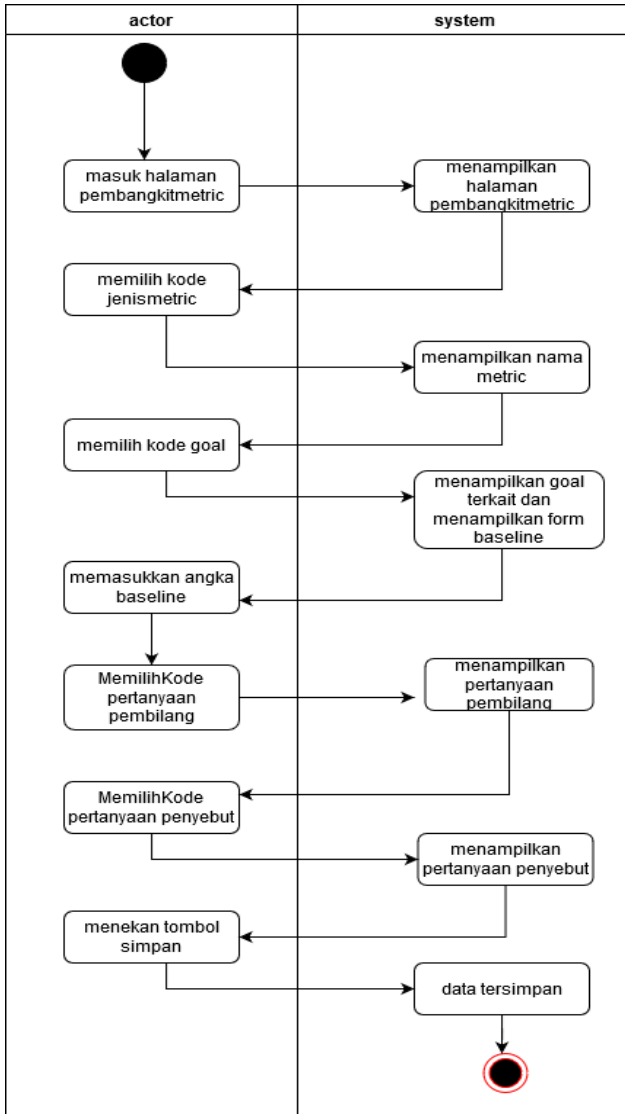 actor
system
masuk halaman
pembangkitmetric
menampilkan
halaman
pembangkitmetric
memilih kode
jenismetric
menampilkan nama
metric
memilih kode goal
menampilkan goal
terkait dan
menampilkan form
baseline
memasukkan angka
baseline
MemilihKode
pertanyaan
pembilang
menampilkan
pertanyaan
pembilang
MemilihKode
pertanyaan penyebut
menampilkan
pertanyaan penyebut
menekan tombol
simpan
data tersimpan